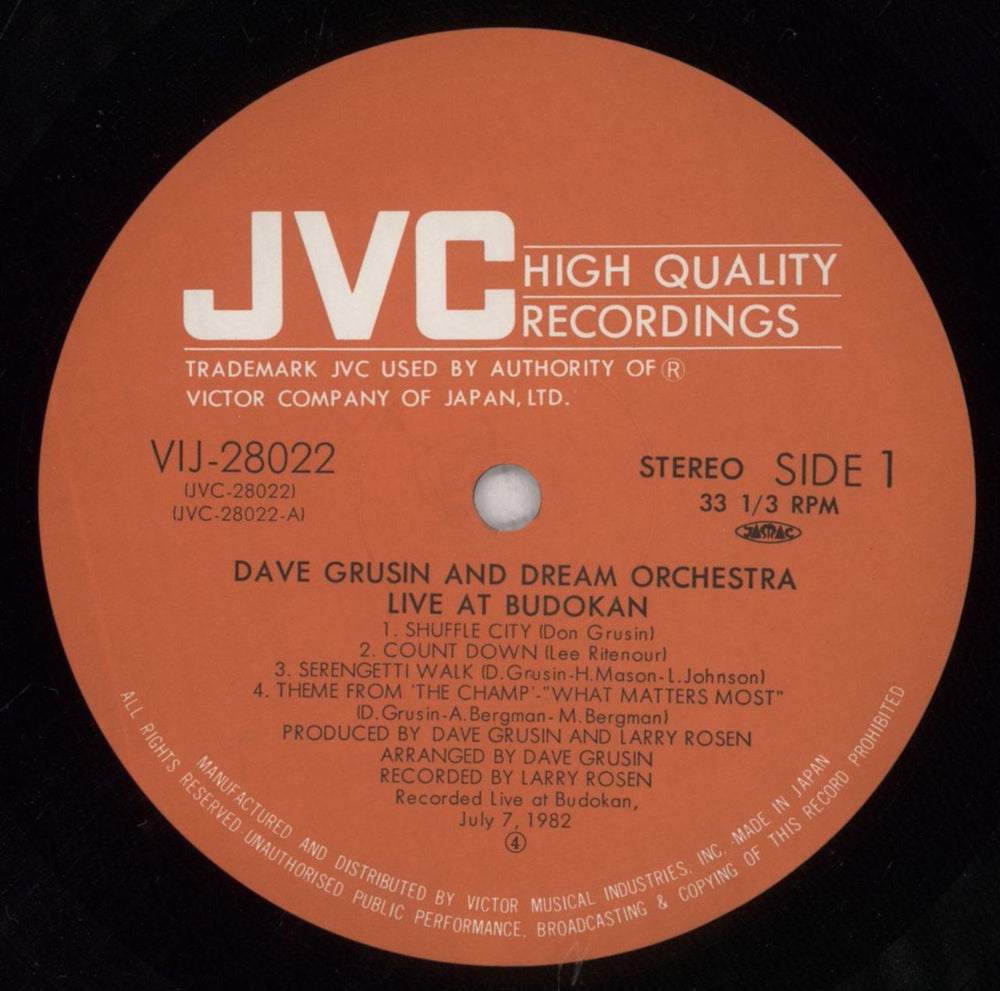 JVC HIGH QUALITY
RECORDINGS
TRADEMARK JVC USED BY AUTHORITY OF ®
VICTOR COMPANY OF JAPAN, LTD.
VIJ-28022
(JVC-28022)
(JVC-28022-A)
STEREO SIDE 1
33 1/3 RPM
JASRAC
DAVE GRUSIN AND DREAM ORCHESTRA
LIVE AT BUDOKAN
1. SHUFFLE CITY (Don Grusin)
2. COUNT DOWN (Lee Ritenour)
3. SERENGETTI WALK (D.Grusin-H.Mason-L.Johnson)
4. THEME FROM 'THE CHAMP'-"WHAT MATTERS MOST"
(D.Grusin-A.Bergman-M.Bergman)
PRODUCED BY DAVE GRUSIN AND LARRY ROSEN
ARRANGED BY DAVE GRUSIN
RECORDED BY LARRY ROSEN
Recorded Live at Budokan,
July 7, 1982
④
MANUFACTURED AND DISTRIBUTED BY VICTOR MUSICAL INDUSTRIES, INC. MADE IN JAPAN
ALL RIGHTS RESERVED·UNAUTHORISED PUBLIC PERFORMANCE, BROADCASTING & COPYING OF THIS RECORD PROHIBITED